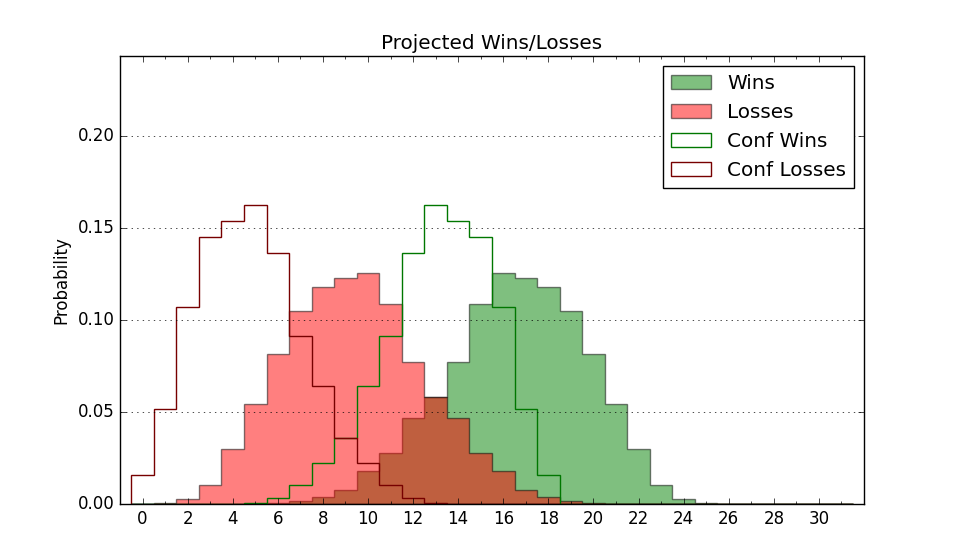 Projected Wins/Losses
Wins
Losses
Conf Wins
Conf Losses
Probability
0.20
0.15
0.10
0.05
0.00
0 2 4 6 8 10 12 14 16 18 20 22 24 26 28 30